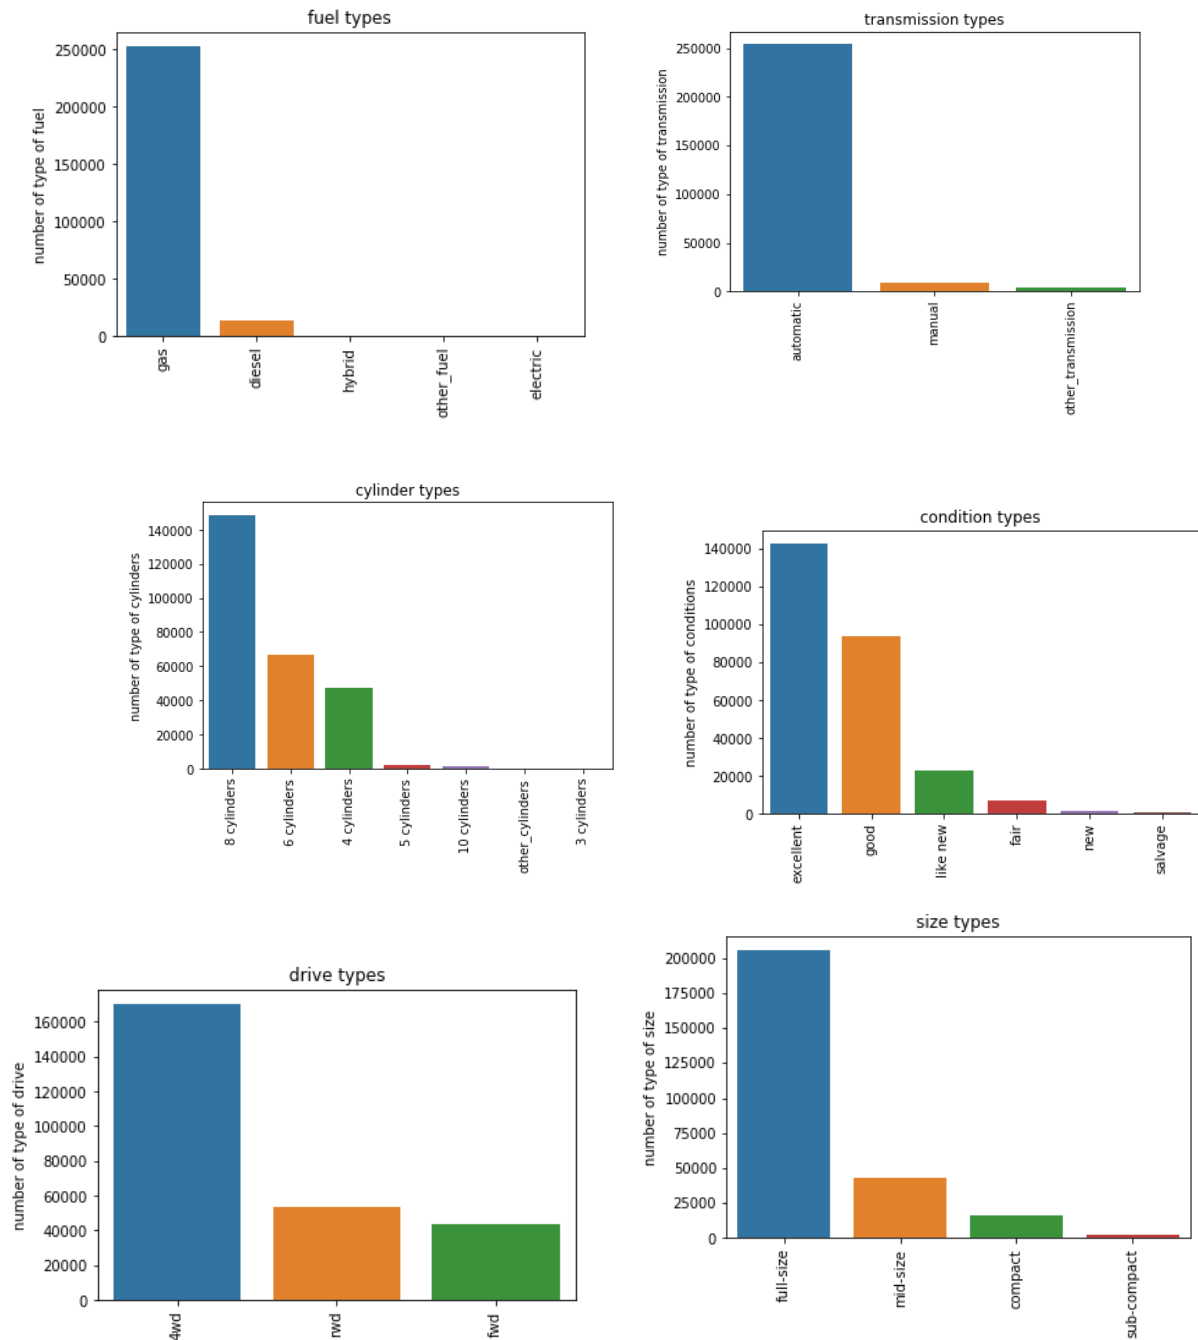 fuel types
number of type of fuel
250000
200000
150000
100000
50000
0
gas
diesel
hybrid
other_fuel
electric
transmission types
number of type of transmission
250000
200000
150000
100000
50000
0
automatic
manual
other_transmission
cylinder types
number of type of cylinders
140000
120000
100000
80000
60000
40000
20000
0
8 cylinders
6 cylinders
4 cylinders
5 cylinders
10 cylinders
other_cylinders
3 cylinders
condition types
number of type of conditions
140000
120000
100000
80000
60000
40000
20000
0
excellent
good
like new
fair
new
salvage
drive types
number of type of drive
160000
140000
120000
100000
80000
60000
40000
20000
0
4wd
rwd
fwd
size types
number of type of size
200000
175000
150000
125000
100000
75000
50000
25000
0
full-size
mid-size
compact
sub-compact